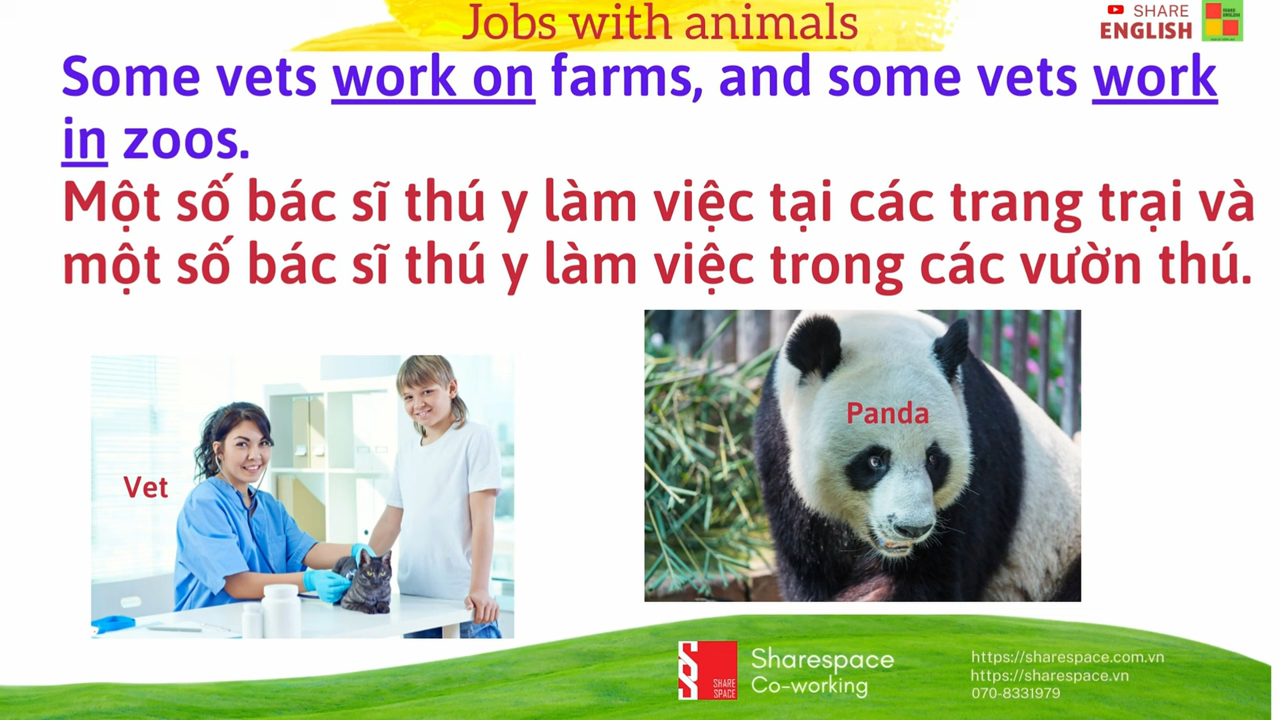 Jobs with animals
SHARE
ENGLISH
Some vets work on farms, and some vets work
in zoos.
Một số bác sĩ thú y làm việc tại các trang trại và
một số bác sĩ thú y làm việc trong các vườn thú.
Vet
Panda
SHARE
SPACE
Sharespace
Co-working
https://sharespace.com.vn
https://sharespace.vn
070-8331979